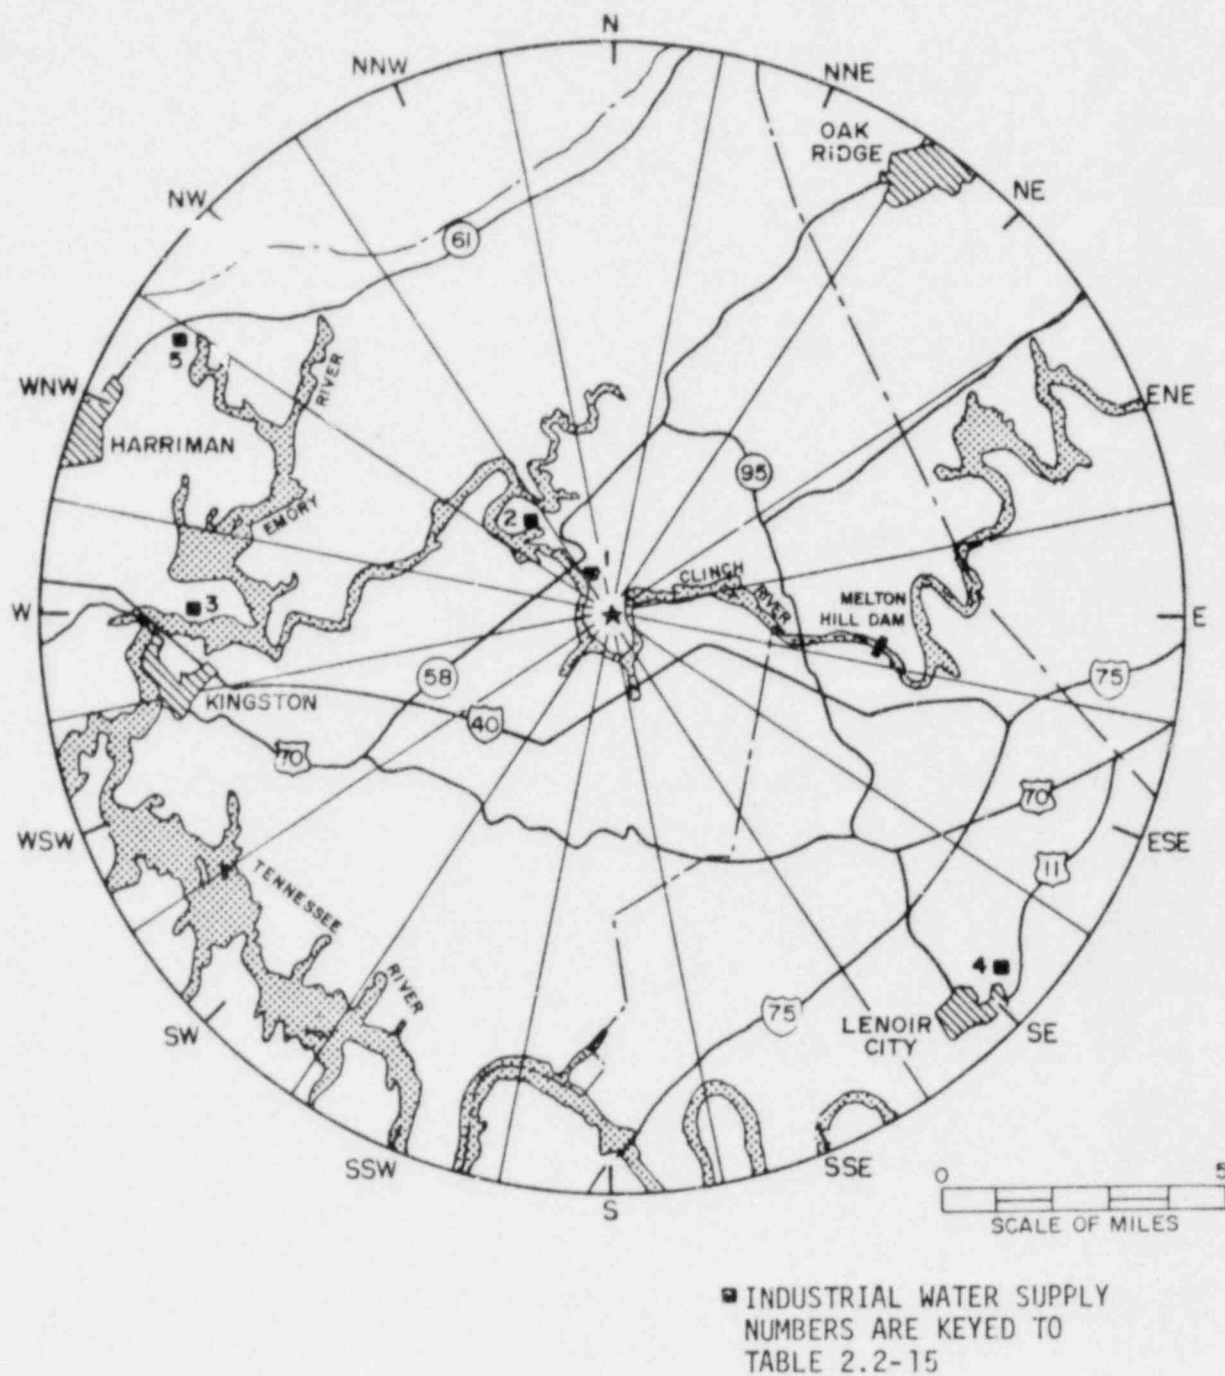 N
NNW
NNE
OAK
RIDGE
NW
NE
61
5
WNW
ENE
RIVER
HARRIMAN
95
2
EMORY
1
CLINCH
RIVER
W
3
MELTON
HILL DAM
E
58
75
KINGSTON
40
70
70
WSW
ESE
11
TENNESSEE
RIVER
4
SW
75
LENOIR
CITY
SE
SSW
SSE
S
0 5
SCALE OF MILES
INDUSTRIAL WATER SUPPLY
NUMBERS ARE KEYED TO
TABLE 2.2-15